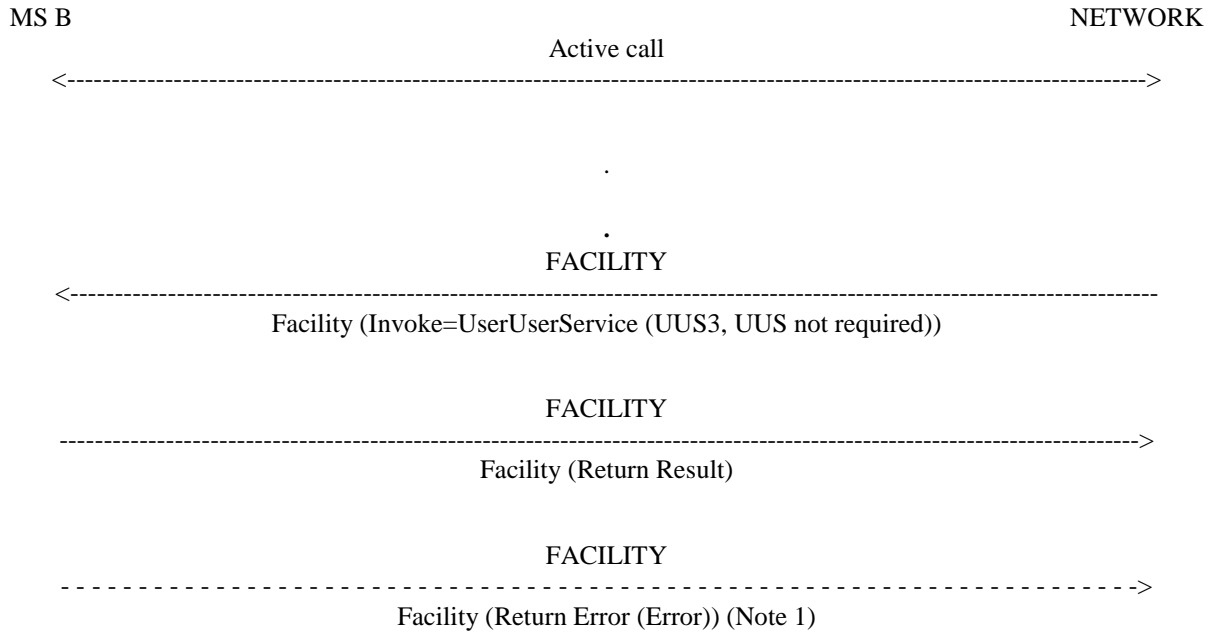 MS B NETWORK
Active call
<------------------------------------------------------------------------------------------------------------------------>
.
.
FACILITY
<-------------------------------------------------------------------------------------------------------------------------
Facility (Invoke=UserUserService (UUS3, UUS not required))
FACILITY
------------------------------------------------------------------------------------------------------------------------>
Facility (Return Result)
FACILITY
- - - - - - - - - - - - - - - - - - - - - - - - - - - - - - - - - - - - - - - - - - - - - - - - - - - - - - - - - - - - - - - - - - - - - ->
Facility (Return Error (Error)) (Note 1)